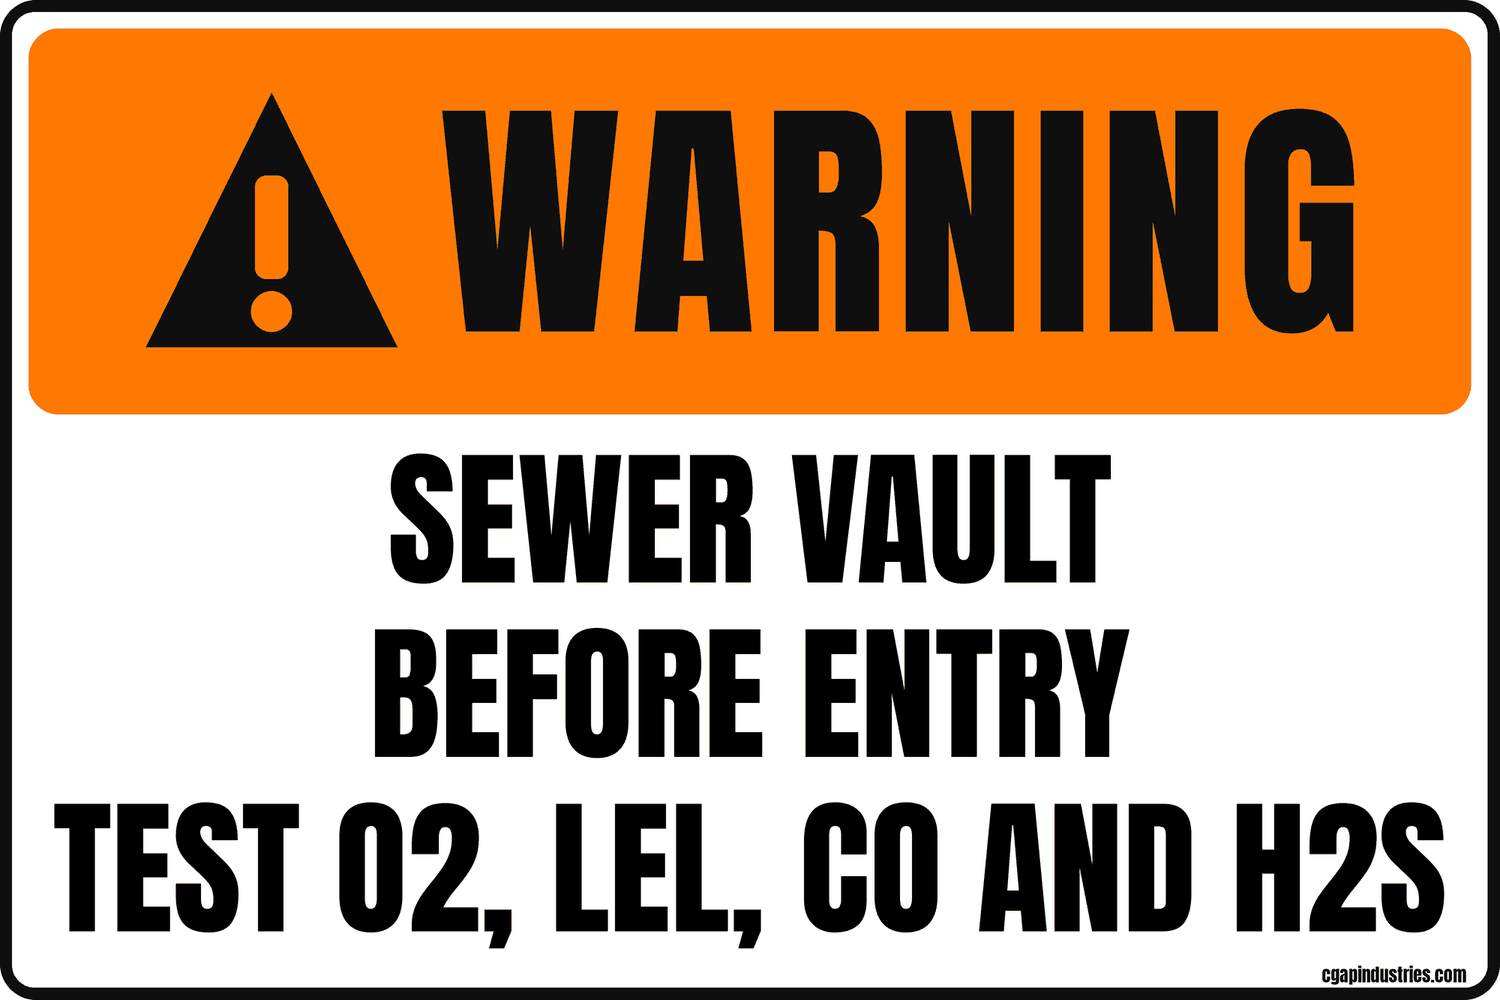 WARNING
SEWER VAULT
BEFORE ENTRY
TEST O2, LEL, CO AND H2S
cgapindustries.com